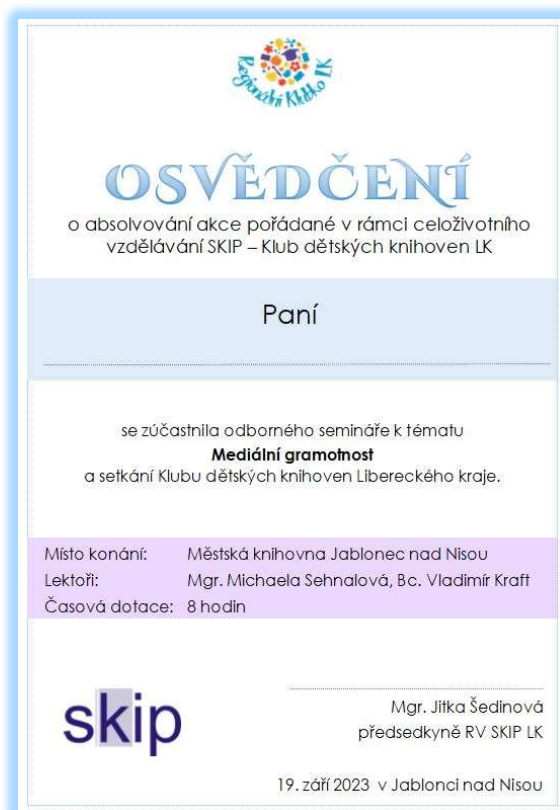 Regionální Klubko LK
OSVĚDČENÍ
o absolvování akce pořádané v rámci celoživotního
vzdělávání SKIP – Klub dětských knihoven LK
Paní
se zúčastnila odborného semináře k tématu
Mediální gramotnost
a setkání Klubu dětských knihoven Libereckého kraje.
Místo konání: Městská knihovna Jablonec nad Nisou
Lektoři: Mgr. Michaela Sehnalová, Bc. Vladimír Kraft
Časová dotace: 8 hodin
skip
Mgr. Jitka Šedinová
předsedkyně RV SKIP LK
19. září 2023 v Jablonci nad Nisou